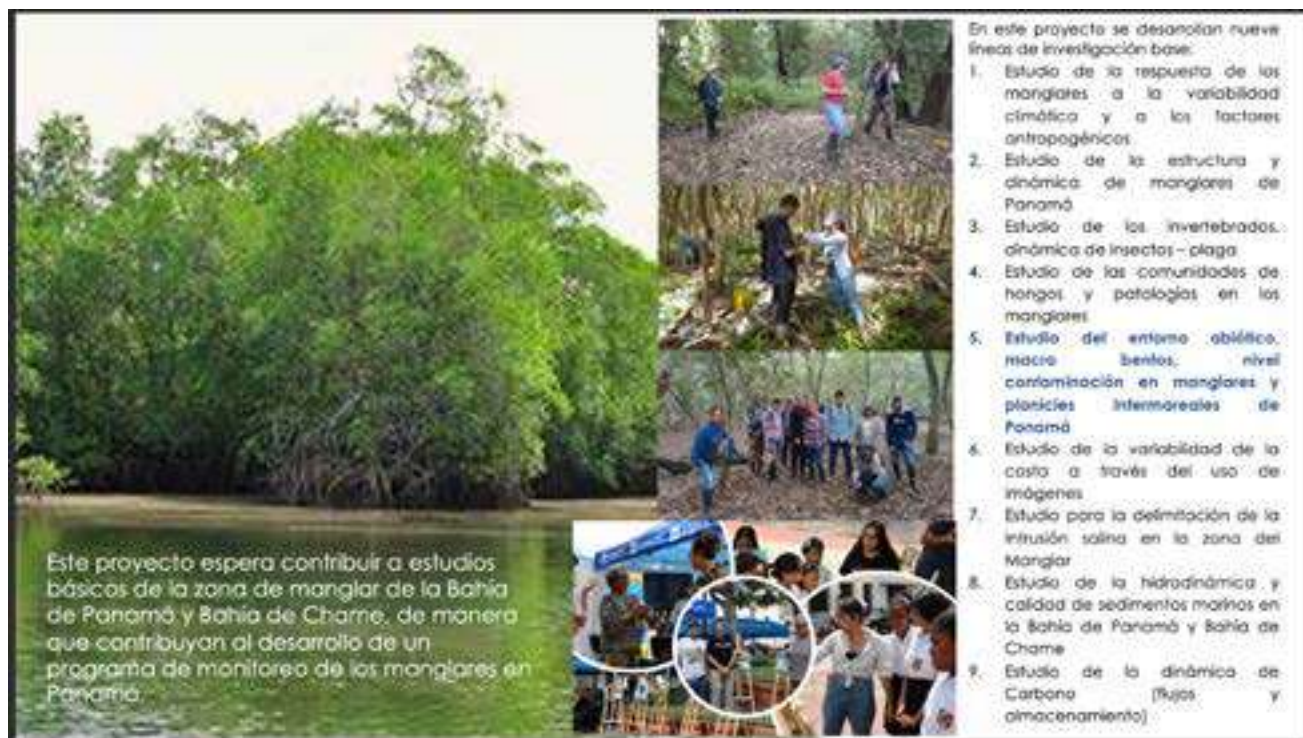 Este proyecto espera contribuir a estudios
básicos de la zona de manglar de la Bahía
de Panamá y Bahía de Chame, de manera
que contribuyan al desarrollo de un
programa de monitoreo de los manglares en
Panamá
En este proyecto se desarrollan nueve
líneas de investigación base:
1. Estudio de la respuesta de los
manglares a la variabilidad
climática y a los factores
antropogénicos
2. Estudio de la estructura y
dinámica de manglares de
Panamá
3. Estudio de los invertebrados,
dinámica de insectos – plaga
4. Estudio de las comunidades de
hongos y patologías en los
manglares
5. Estudio del entorno abiótico,
macro bentos, nivel
contaminación en manglares y
planicies intermareales de
Panamá
6. Estudio de la variabilidad de la
costa a través del uso de
imágenes
7. Estudio para la delimitación de la
intrusión salina en la zona del
Manglar
8. Estudio de la hidrodinámica y
calidad de sedimentos marinos en
la Bahía de Panamá y Bahía de
Chame
9. Estudio de la dinámica de
Carbono (flujos y
almacenamiento)